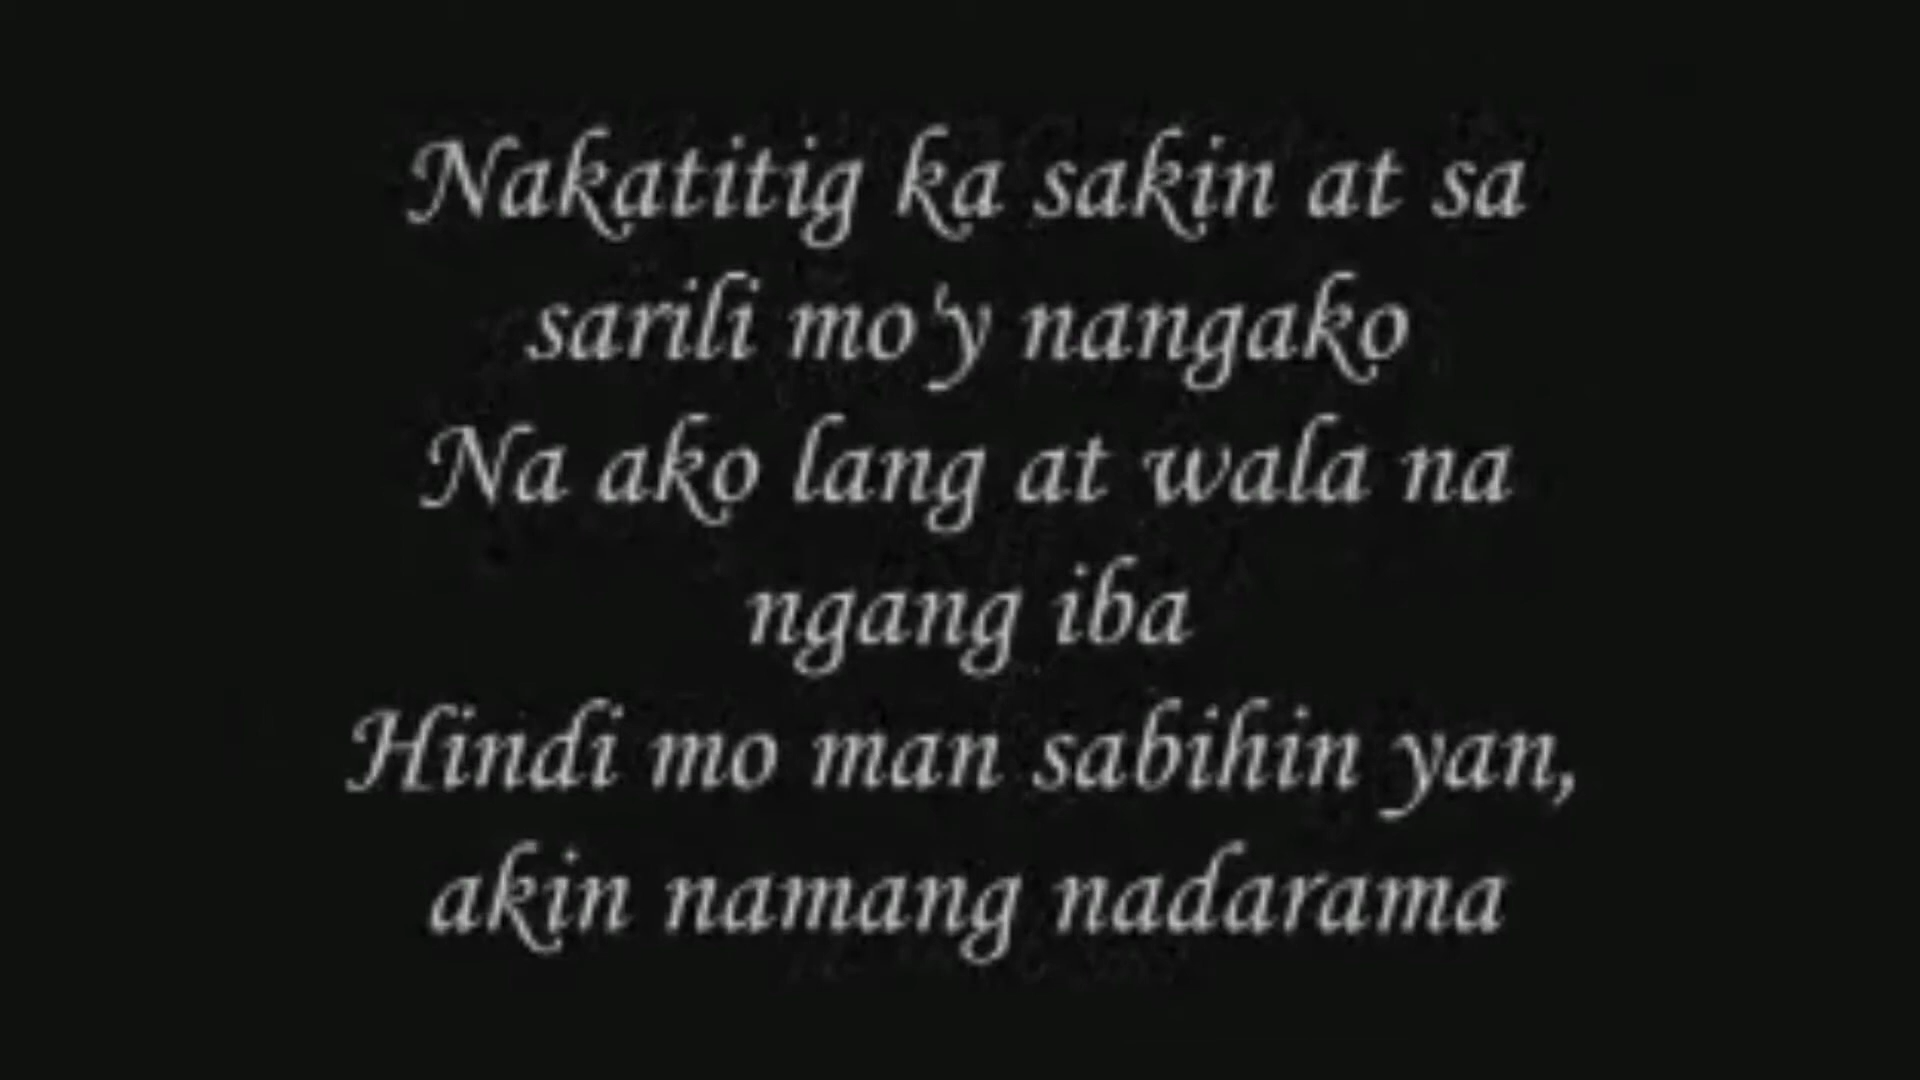 Nakatitig ka sakin at sa
sarili mo'y nangako
Na ako lang at wala na
ngang iba
Hindi mo man sabihin yan,
akin namang nadarama